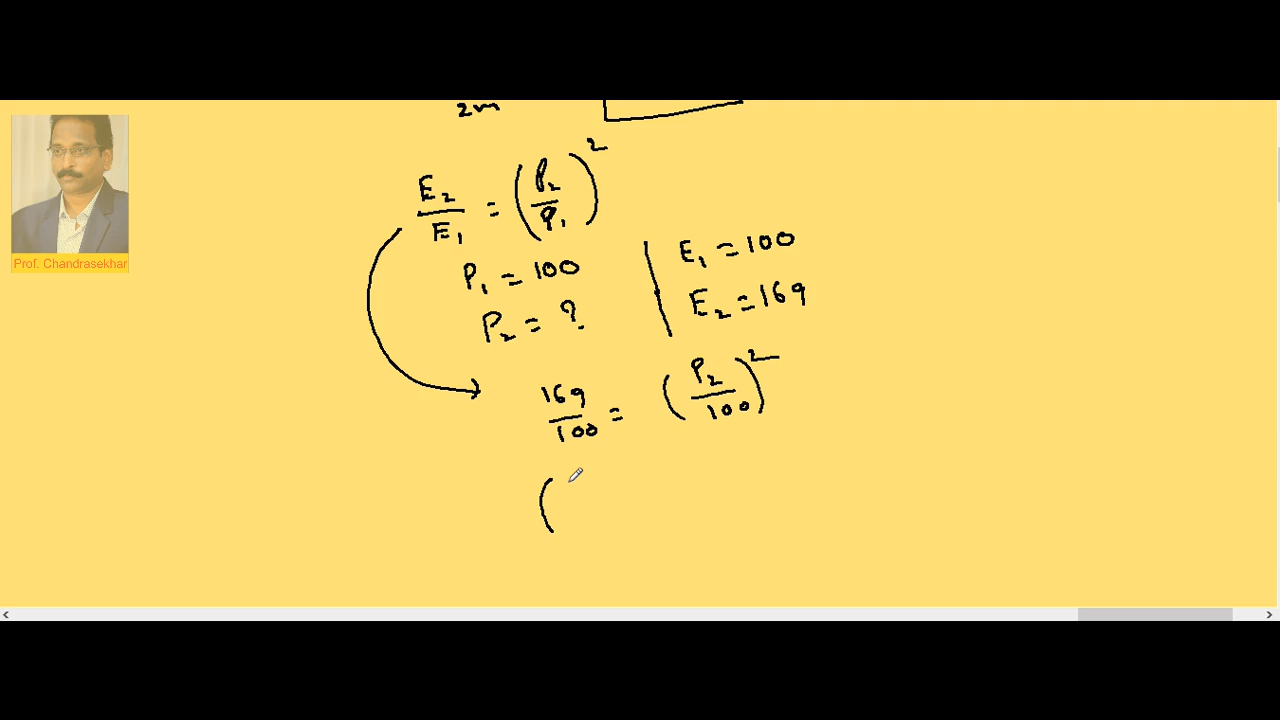 2m
E₂/E₁ = (P₂/P₁)²
P₁ = 100
P₂ = ?
E₁ = 100
E₂ = 169
169/100 = (P₂/100)²
(
Prof. Chandrasekhar